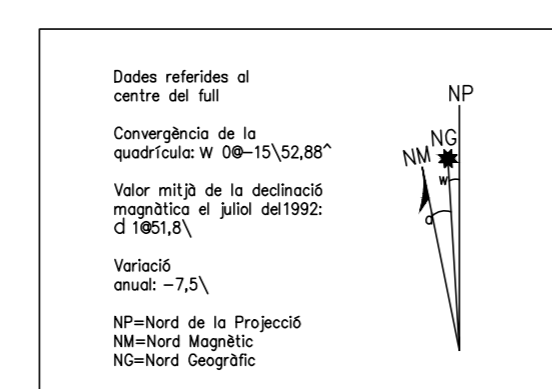 Dades referides al
centre del full
Convergència de la
quadrícula: W 0@-15\52,88^
Valor mitjà de la declinació
magnàtica el juliol del1992:
d 1@51,8\
Variació
anual: -7,5\
NP=Nord de la Projecció
NM=Nord Magnètic
NG=Nord Geogràfic
NP
NG
NM
w
d